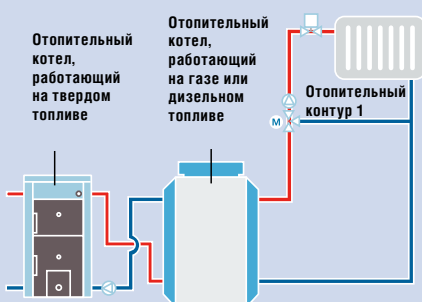 Отопительный
котел,
работающий
на твердом
топливе
Отопительный
котел,
работающий
на газе или
дизельном
топливе
Отопительный
контур 1
M